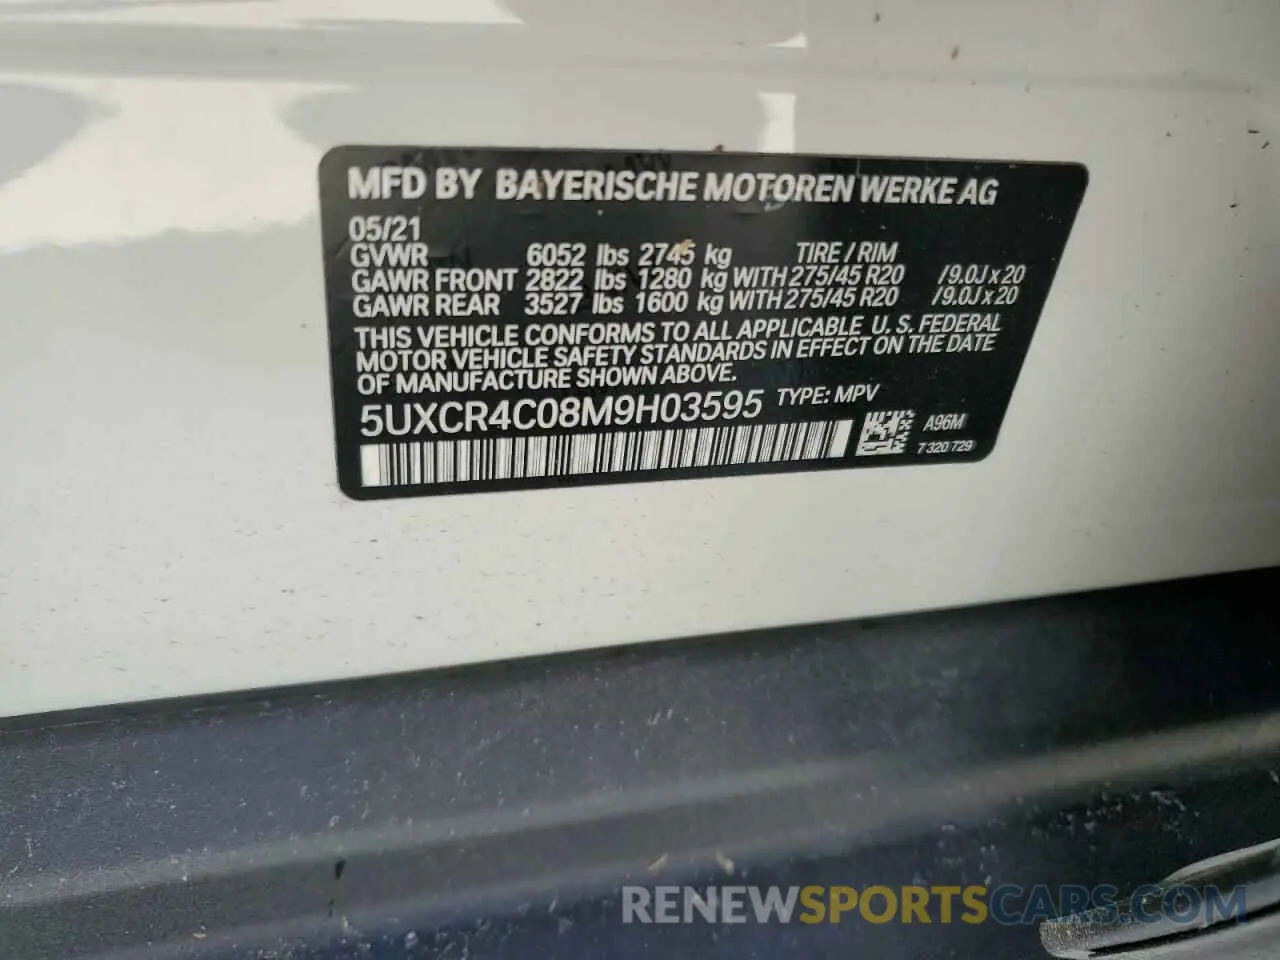 MFD BY BAYERISCHE MOTOREN WERKE AG
05/21
GVWR 6052 lbs 2745 kg TIRE / RIM
GAWR FRONT 2822 lbs 1280 kg WITH 275/45 R20 /9.0J x 20
GAWR REAR 3527 lbs 1600 kg WITH 275/45 R20 /9.0J x 20
THIS VEHICLE CONFORMS TO ALL APPLICABLE U. S. FEDERAL
MOTOR VEHICLE SAFETY STANDARDS IN EFFECT ON THE DATE
OF MANUFACTURE SHOWN ABOVE.
5UXCR4C08M9H03595 TYPE: MPV
A96M
7 320 729
RENEWSPORTSCARS.COM